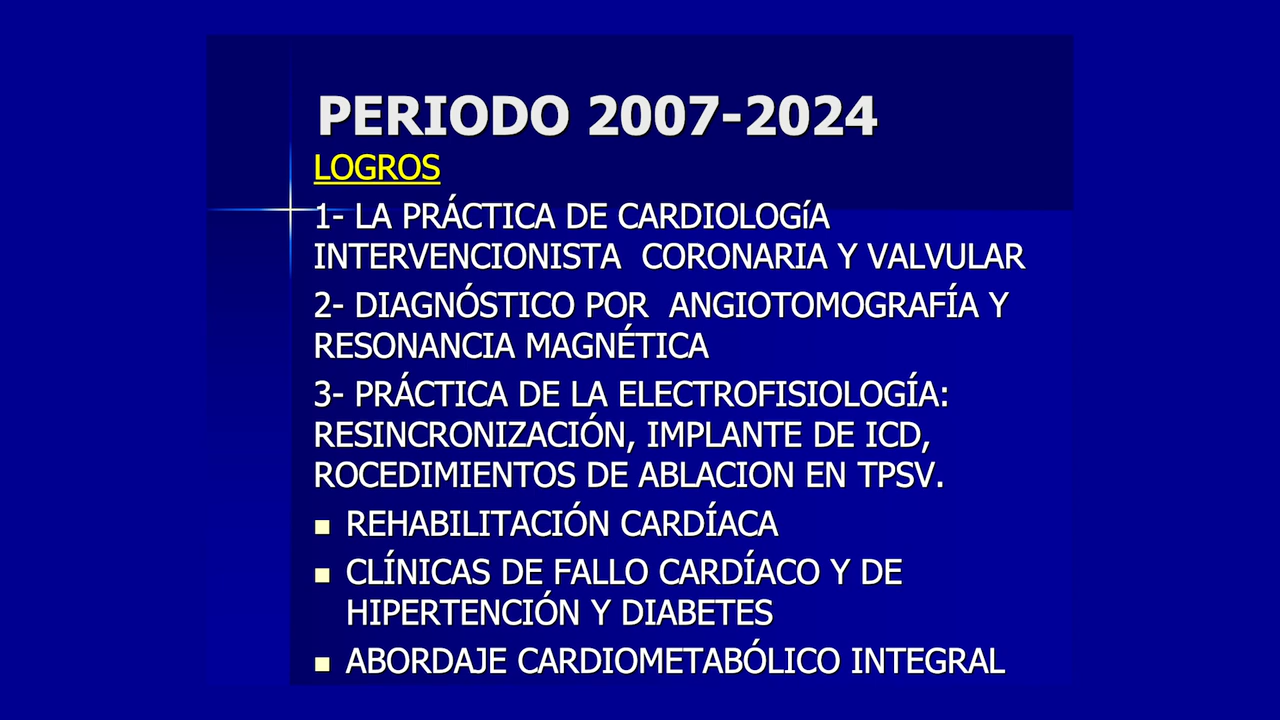 PERIODO 2007-2024
LOGROS
1- LA PRÁCTICA DE CARDIOLOGíA
INTERVENCIONISTA  CORONARIA Y VALVULAR
2- DIAGNÓSTICO POR  ANGIOTOMOGRAFÍA Y
RESONANCIA MAGNÉTICA
3- PRÁCTICA DE LA ELECTROFISIOLOGÍA:
RESINCRONIZACIÓN, IMPLANTE DE ICD,
ROCEDIMIENTOS DE ABLACION EN TPSV.
■ REHABILITACIÓN CARDÍACA
■ CLÍNICAS DE FALLO CARDÍACO Y DE
HIPERTENCIÓN Y DIABETES
■ ABORDAJE CARDIOMETABÓLICO INTEGRAL